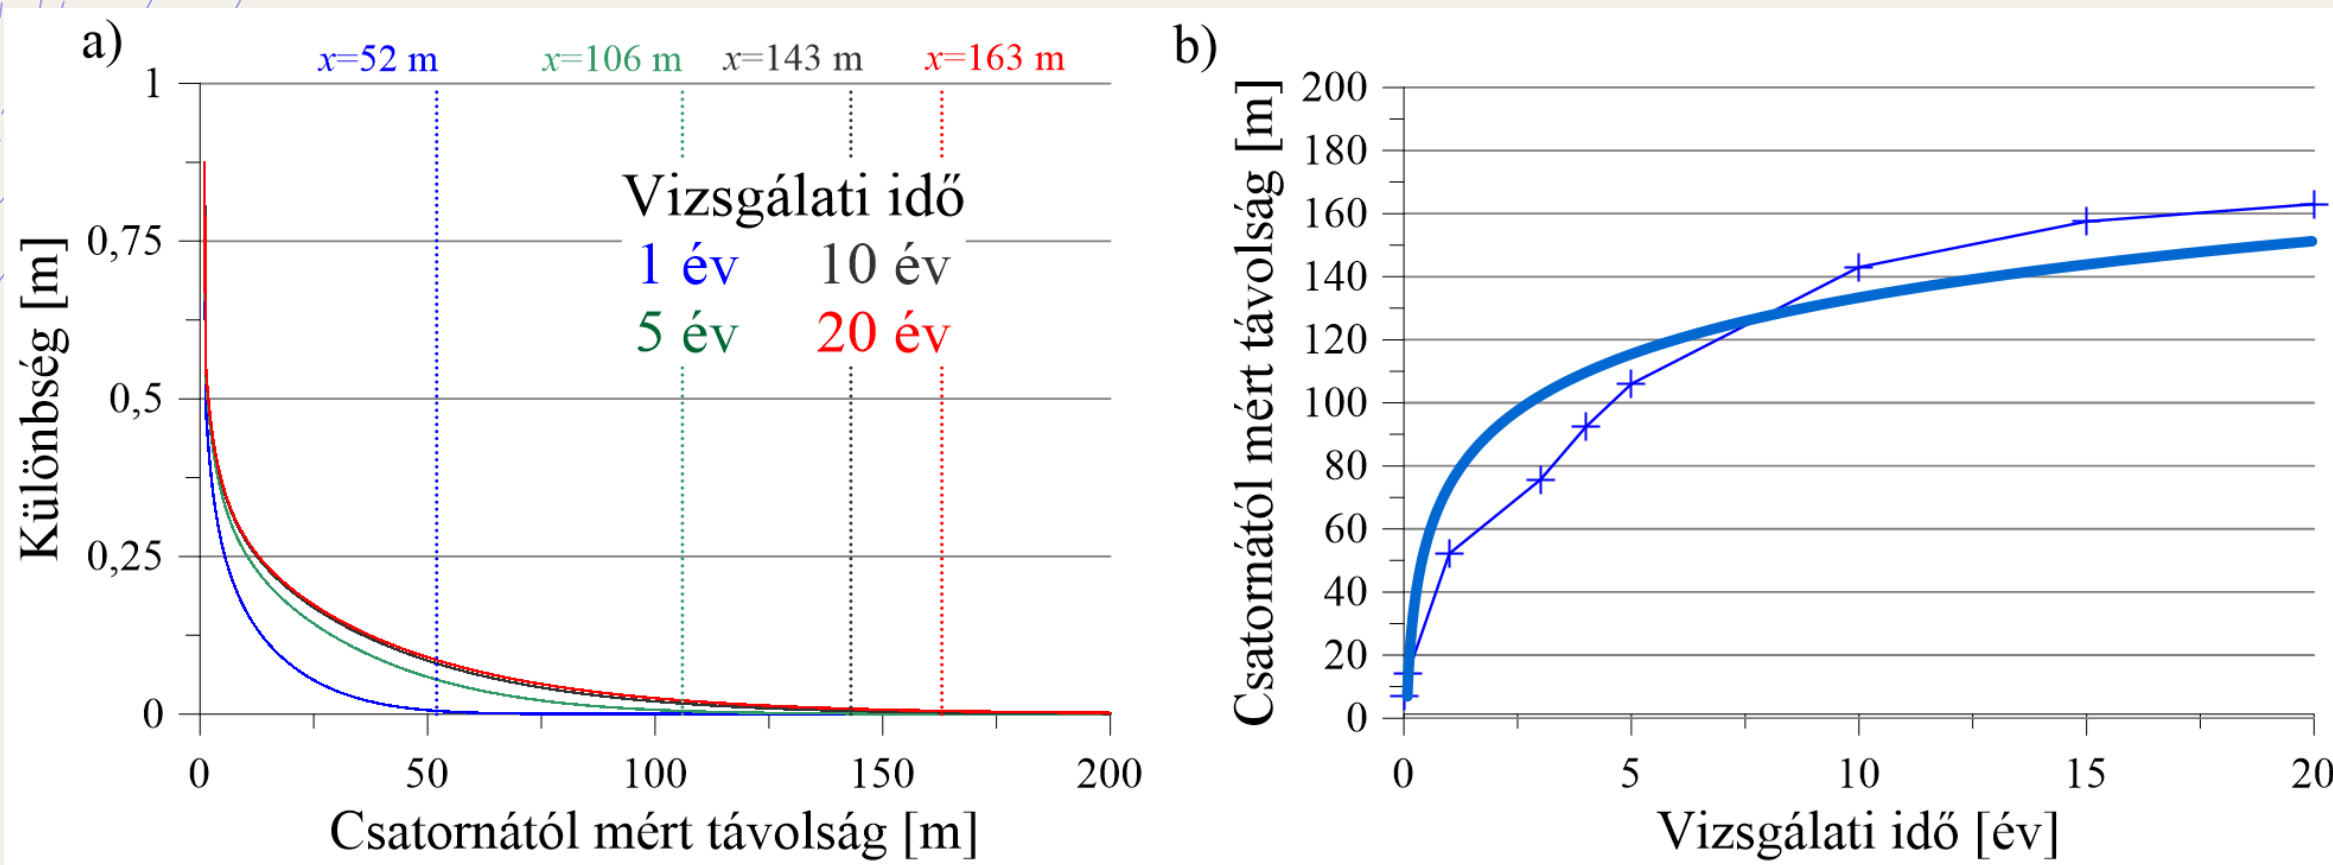 a)
x=52 m
x=106 m
x=143 m
x=163 m
1
0,75
0,5
0,25
0
Különbség [m]
Vizsgálati idő
1 év
10 év
5 év
20 év
0
50
100
150
200
Csatornától mért távolság [m]
b)
200
180
160
140
120
100
80
60
40
20
0
Csatornától mért távolság [m]
0
5
10
15
20
Vizsgálati idő [év]